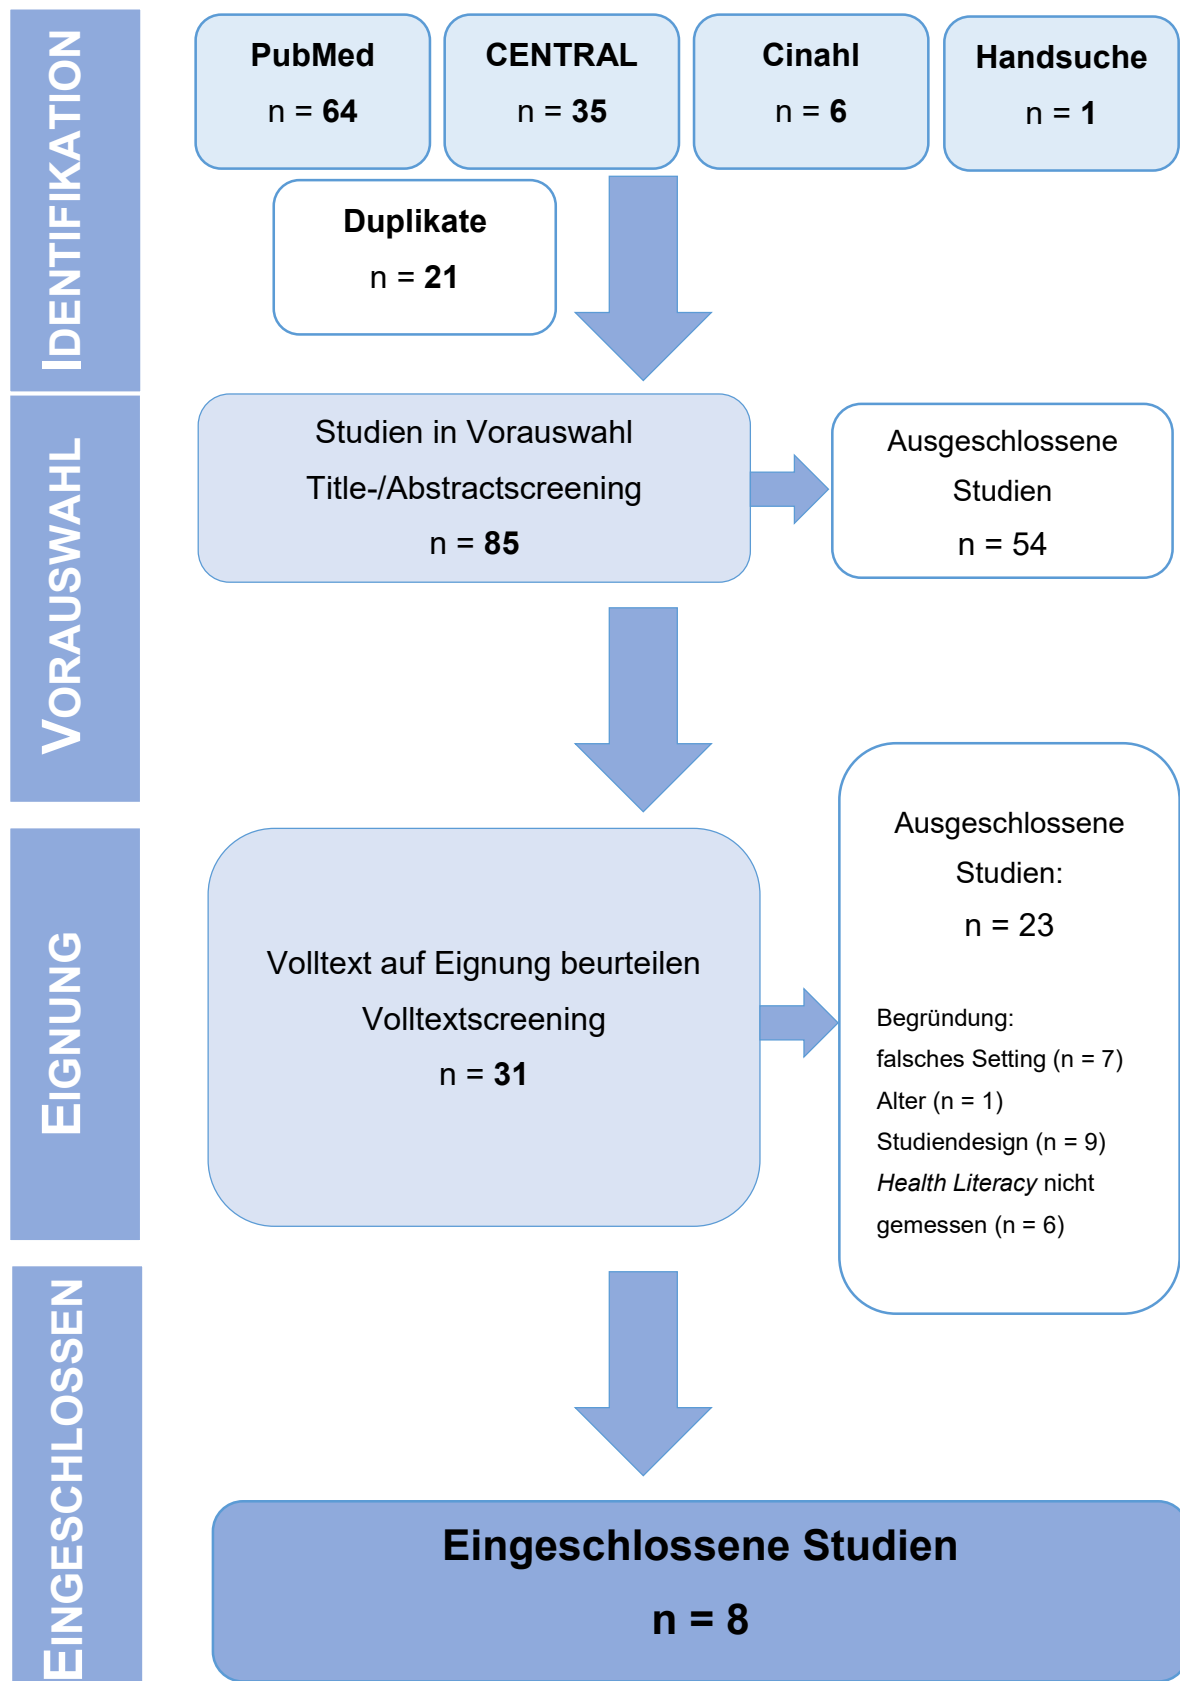 IDENTIFIKATION
PubMed
n = 64
CENTRAL
n = 35
Cinahl
n = 6
Handsuche
n = 1
Duplikate
n = 21
VORAUSWAHL
Studien in Vorauswahl
Title-/Abstractscreening
n = 85
Ausgeschlossene
Studien
n = 54
EIGNUNG
Volltext auf Eignung beurteilen
Volltextscreening
n = 31
Ausgeschlossene
Studien:
n = 23
Begründung:
falsches Setting (n = 7)
Alter (n = 1)
Studiendesign (n = 9)
Health Literacy nicht
gemessen (n = 6)
EINGESCHLOSSEN
Eingeschlossene Studien
n = 8